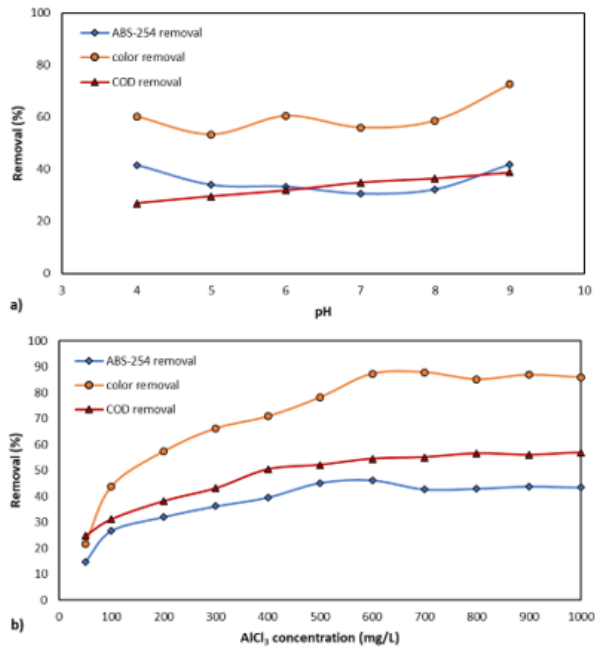 100
80
60
40
20
0
Removal (%)
ABS-254 removal
color removal
COD removal
3 4 5 6 7 8 9 10
pH
a)
100
90
80
70
60
50
40
30
20
10
0
Removal (%)
ABS-254 removal
color removal
COD removal
0 100 200 300 400 500 600 700 800 900 1000
AlCl₃ concentration (mg/L)
b)